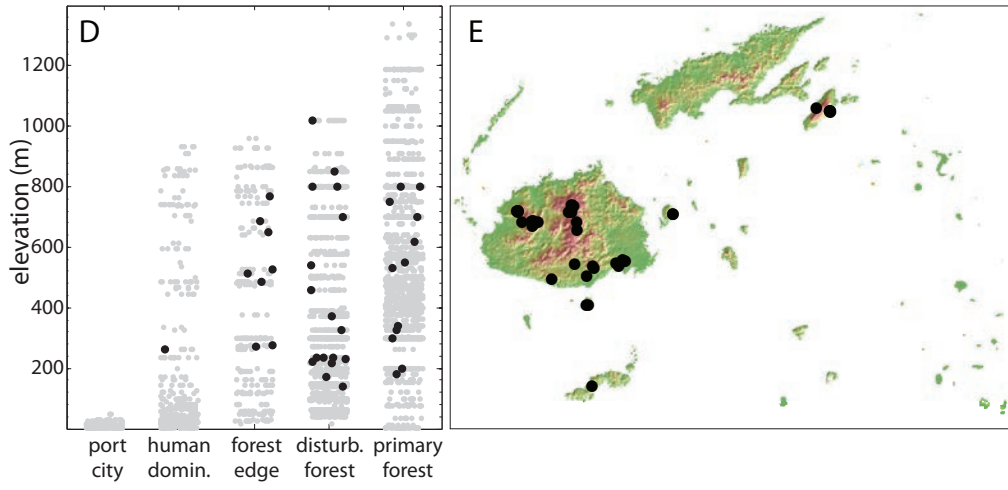 D
E
elevation (m)
1200
1000
800
600
400
200
port city
human domin.
forest edge
disturb. forest
primary forest